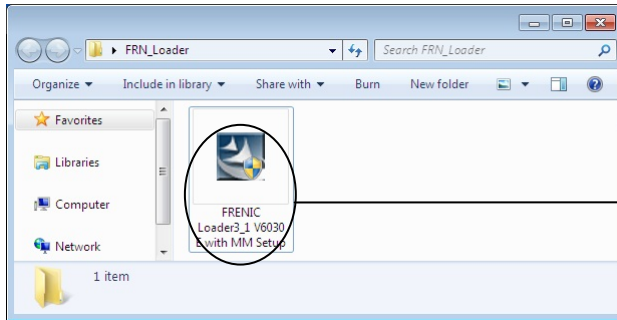 FRN_Loader
Search FRN_Loader
Organize Include in library Share with Burn New folder
Favorites
Libraries
Computer
Network
FRENIC
Loader3_1 V6030
E with MM Setup
1 item